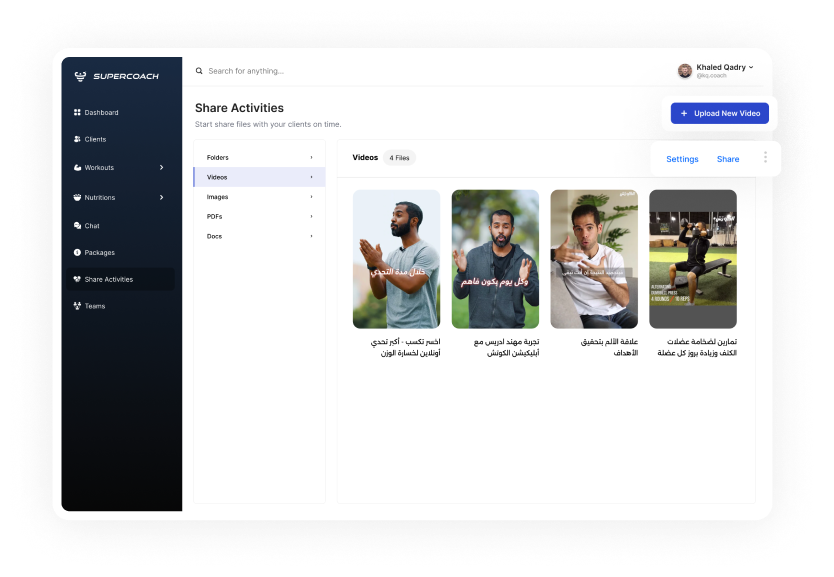 SUPERCOACH
Search for anything...
Khaled Qadry
@kq.coach
Dashboard
Clients
Workouts
Nutritions
Chat
Packages
Share Activities
Teams
Share Activities
Start share files with your clients on time.
Upload New Video
Folders
Videos
Images
PDFs
Docs
Videos
4 Files
Settings
Share
خلال مدة التحدي
وكل يوم يكون فاهم
ALTERNATING
DUMBBELL PRESS
4 ROUNDS 10 REPS
اخسر تكسب - أكبر تحدي
أونلاين لخسارة الوزن
تجربة مهند ادريس مع
أبليكيشن الكوتش
علاقة الألم بتحقيق
الأهداف
تمارين لضخامة عضلات
الكتف وزيادة بروز كل عضلة